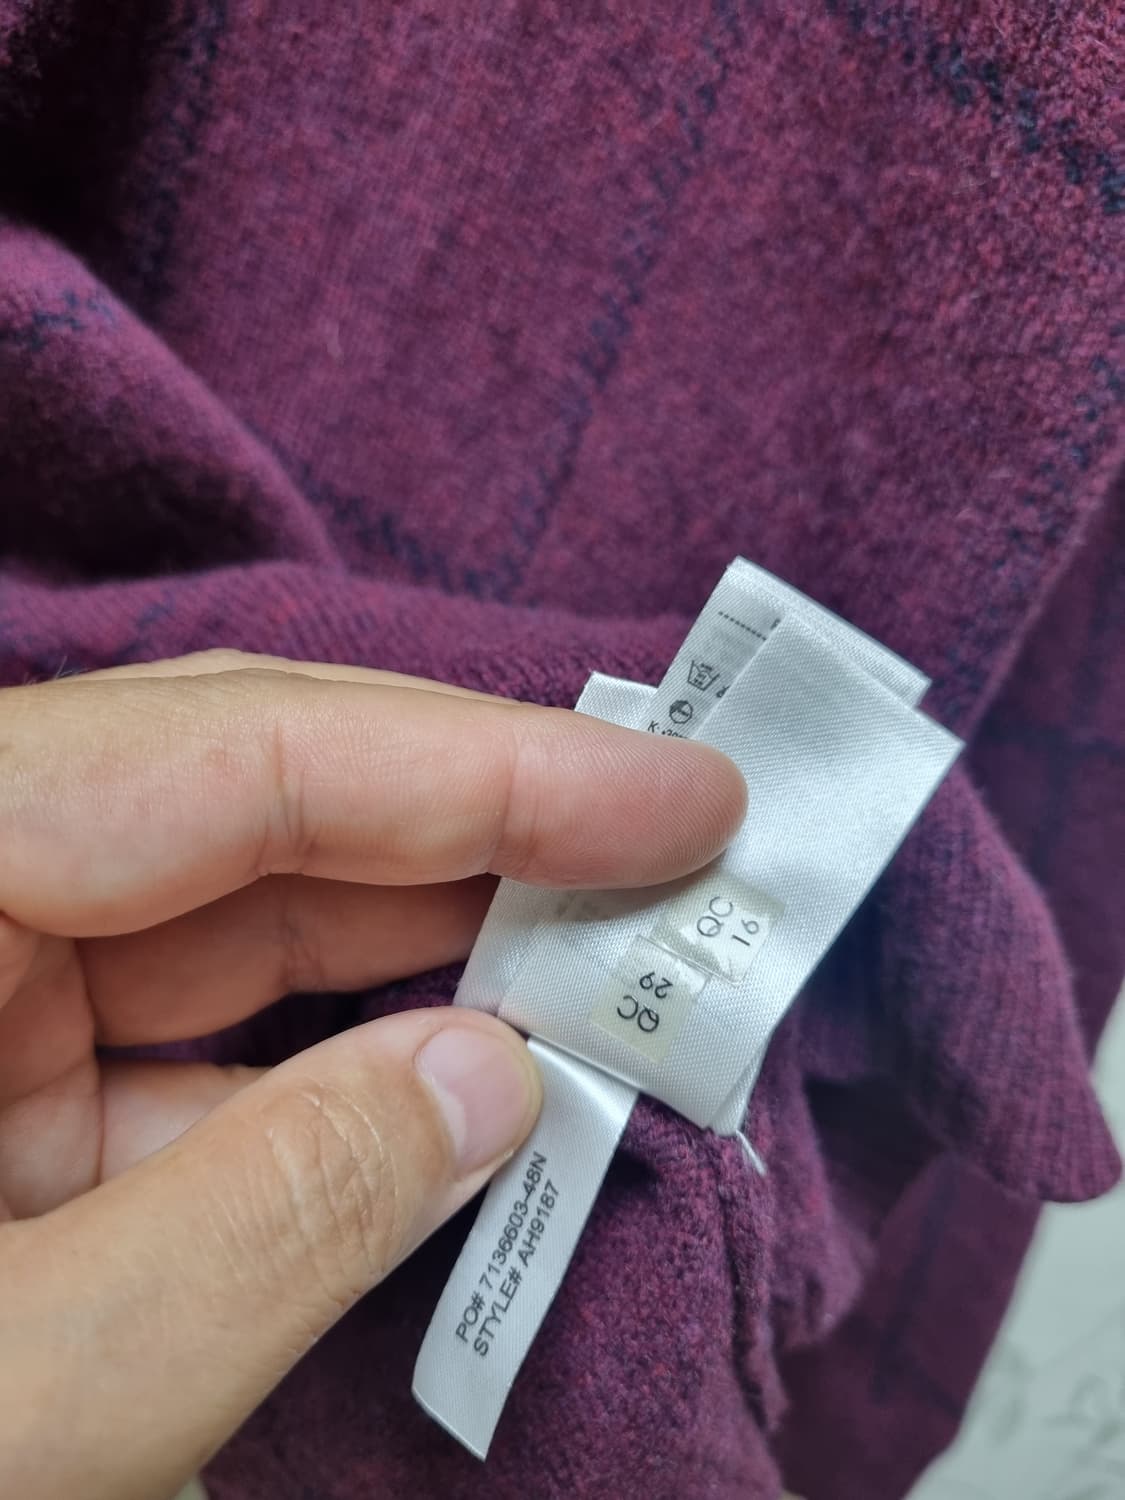 QC
16
QC
29
PO# 7136603-48N
STYLE# AH9187